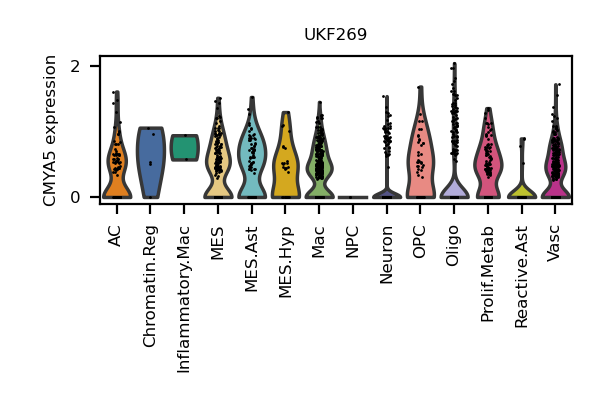 UKF269
CMYA5 expression
2
0
AC
Chromatin.Reg
Inflammatory.Mac
MES
MES.Ast
MES.Hyp
Mac
NPC
Neuron
OPC
Oligo
Prolif.Metab
Reactive.Ast
Vasc